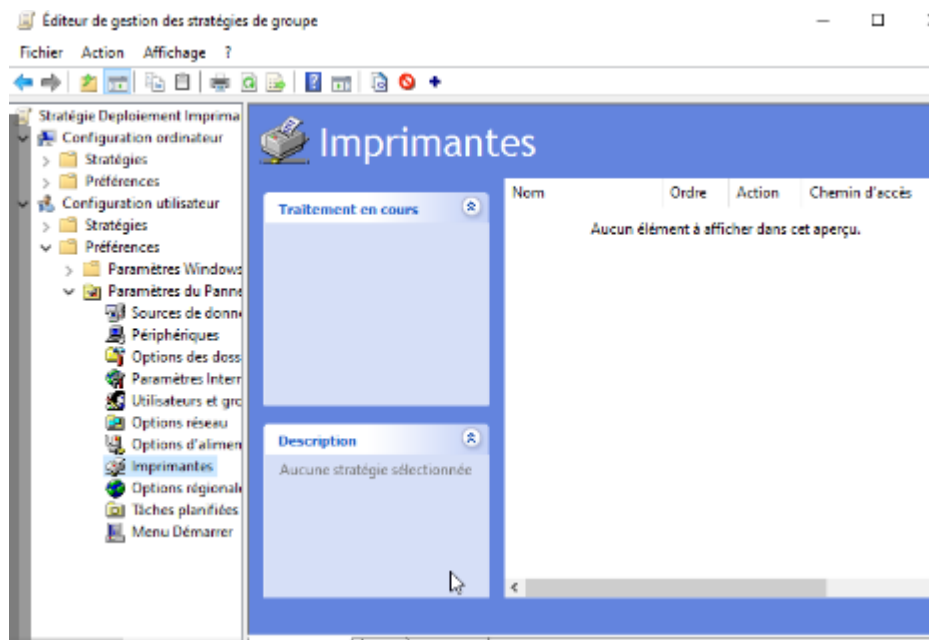 Éditeur de gestion des stratégies de groupe
Fichier Action Affichage ?
Stratégie Deploiement Imprima
Configuration ordinateur
Stratégies
Préférences
Configuration utilisateur
Stratégies
Préférences
Paramètres Windows
Paramètres du Panne
Sources de donn
Périphériques
Options des doss
Paramètres Intern
Utilisateurs et gro
Options réseau
Options d'alimen
Imprimantes
Options régionale
Tâches planifiées
Menu Démarrer
Imprimantes
Traitement en cours
Description
Aucune stratégie sélectionnée
Nom Ordre Action Chemin d'accès
Aucun élément à afficher dans cet aperçu.